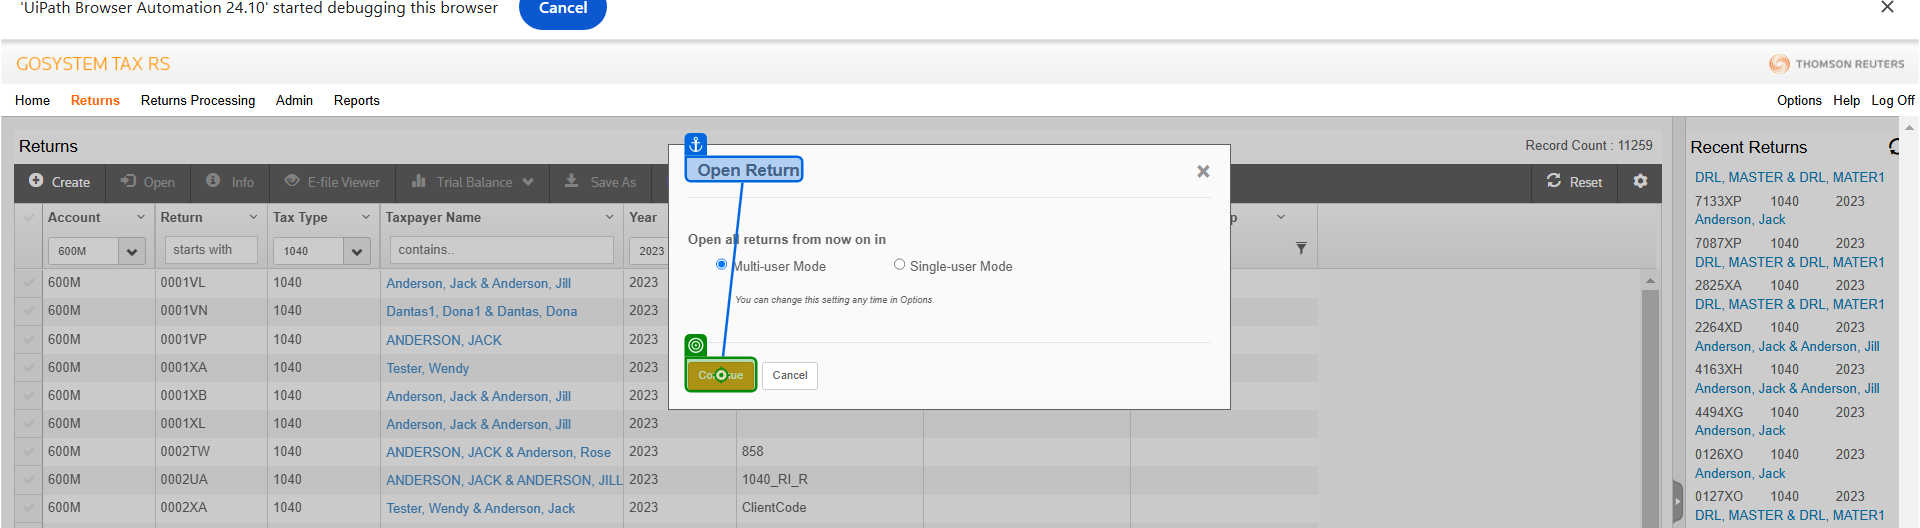 'UiPath Browser Automation 24.10' started debugging this browser
Cancel
GOSYSTEM TAX RS
THOMSON REUTERS
Home Returns Returns Processing Admin Reports
Options Help Log Off
Returns
Record Count : 11259
Create Open Info E-file Viewer Trial Balance Save As
Reset
Account Return Tax Type Taxpayer Name Year
600M starts with 1040 contains.. 2023
600M 0001VL 1040 Anderson, Jack & Anderson, Jill 2023
600M 0001VN 1040 Dantas1, Dona1 & Dantas, Dona 2023
600M 0001VP 1040 ANDERSON, JACK 2023
600M 0001XA 1040 Tester, Wendy 2023
600M 0001XB 1040 Anderson, Jack & Anderson, Jill 2023
600M 0001XL 1040 Anderson, Jack & Anderson, Jill 2023
600M 0002TW 1040 ANDERSON, JACK & Anderson, Rose 2023 858
600M 0002UA 1040 ANDERSON, JACK & ANDERSON, JILL 2023 1040_RI_R
600M 0002XA 1040 Tester, Wendy & Anderson, Jack 2023 ClientCode
Open Return
Open all returns from now on in
Multi-user Mode Single-user Mode
You can change this setting any time in Options.
Continue Cancel
Recent Returns
DRL, MASTER & DRL, MATER1
7133XP 1040 2023
Anderson, Jack
7087XP 1040 2023
DRL, MASTER & DRL, MATER1
2825XA 1040 2023
DRL, MASTER & DRL, MATER1
2264XD 1040 2023
Anderson, Jack & Anderson, Jill
4163XH 1040 2023
Anderson, Jack & Anderson, Jill
4494XG 1040 2023
Anderson, Jack
0126XO 1040 2023
Anderson, Jack
0127XO 1040 2023
DRL, MASTER & DRL, MATER1